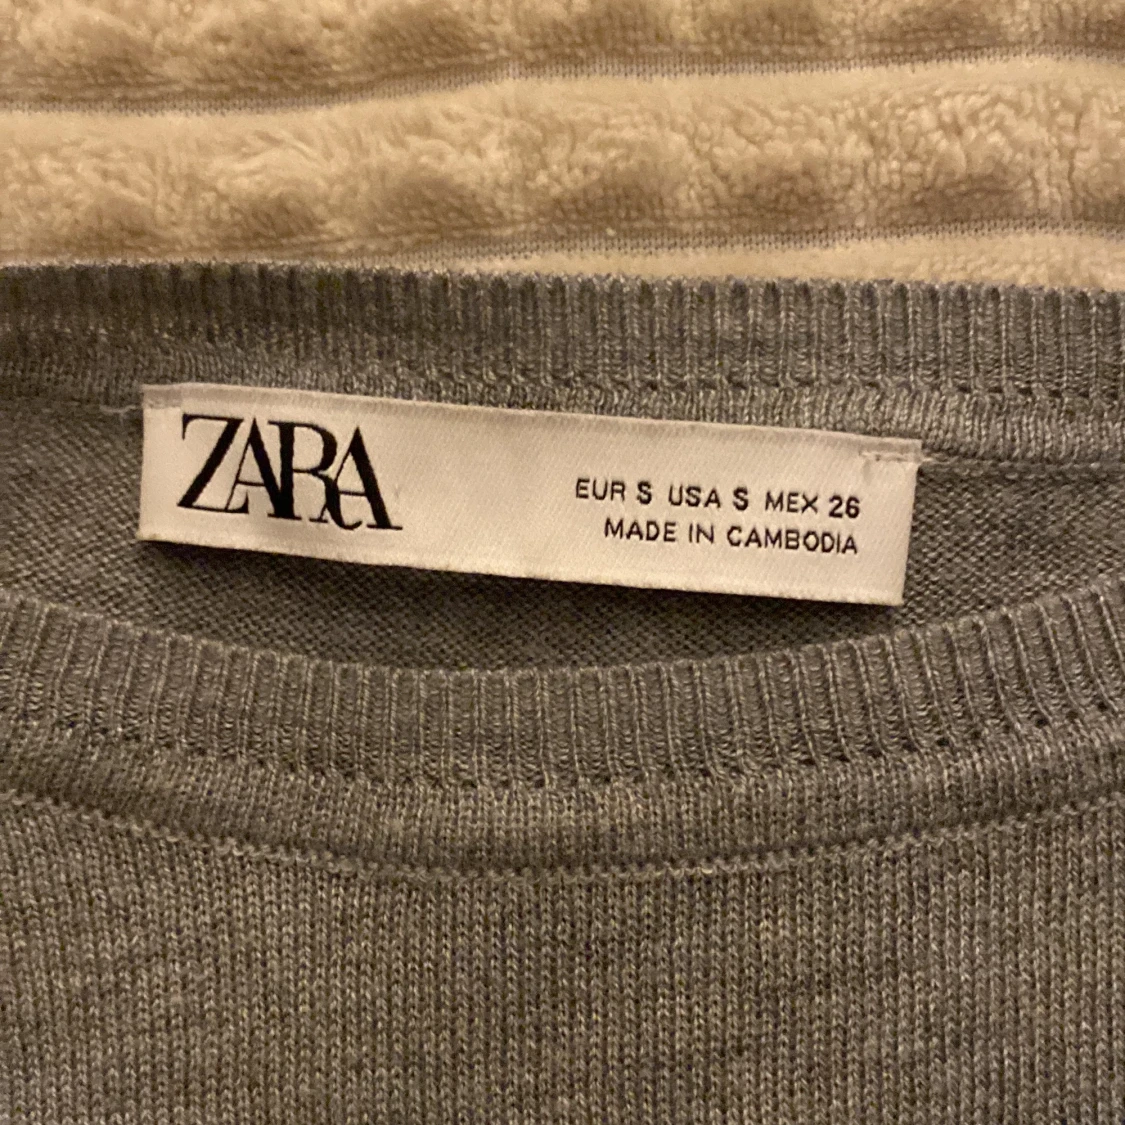 ZARA
EUR S USA S MEX 26
MADE IN CAMBODIA